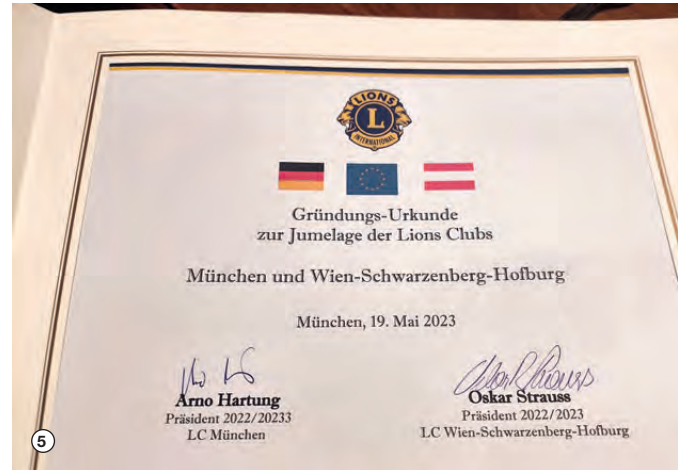 LIONS
L
INTERNATIONAL
Gründungs-Urkunde
zur Jumelage der Lions Clubs
München und Wien-Schwarzenberg-Hofburg
München, 19. Mai 2023
Arno Hartung
Präsident 2022/20233
LC München
Oskar Strauss
Präsident 2022/2023
LC Wien-Schwarzenberg-Hofburg
5